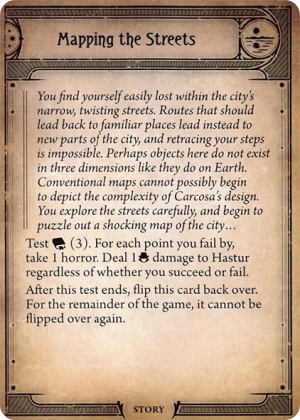 Mapping the Streets
You find yourself easily lost within the city's
narrow, twisting streets. Routes that should
lead back to familiar places lead instead to
new parts of the city, and retracing your steps
is impossible. Perhaps objects here do not exist
in three dimensions like they do on Earth.
Conventional maps cannot possibly begin
to depict the complexity of Carcosa's design.
You explore the streets carefully, and begin to
puzzle out a shocking map of the city…
Test (3). For each point you fail by,
take 1 horror. Deal 1 damage to Hastur
regardless of whether you succeed or fail.
After this test ends, flip this card back over.
For the remainder of the game, it cannot be
flipped over again.
STORY